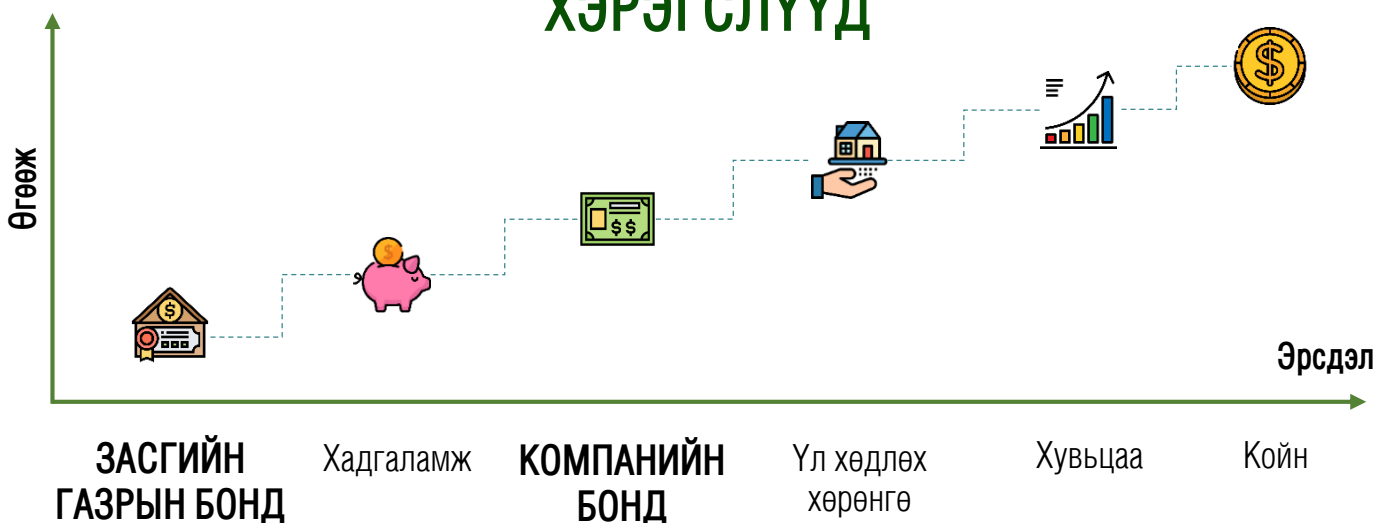 ХЭРЭГСЛҮҮД
Өгөөж
Эрсдэл
ЗАСГИЙН
ГАЗРЫН БОНД
Хадгаламж
КОМПАНИЙН
БОНД
Үл хөдлөх
хөрөнгө
Хувьцаа
Койн